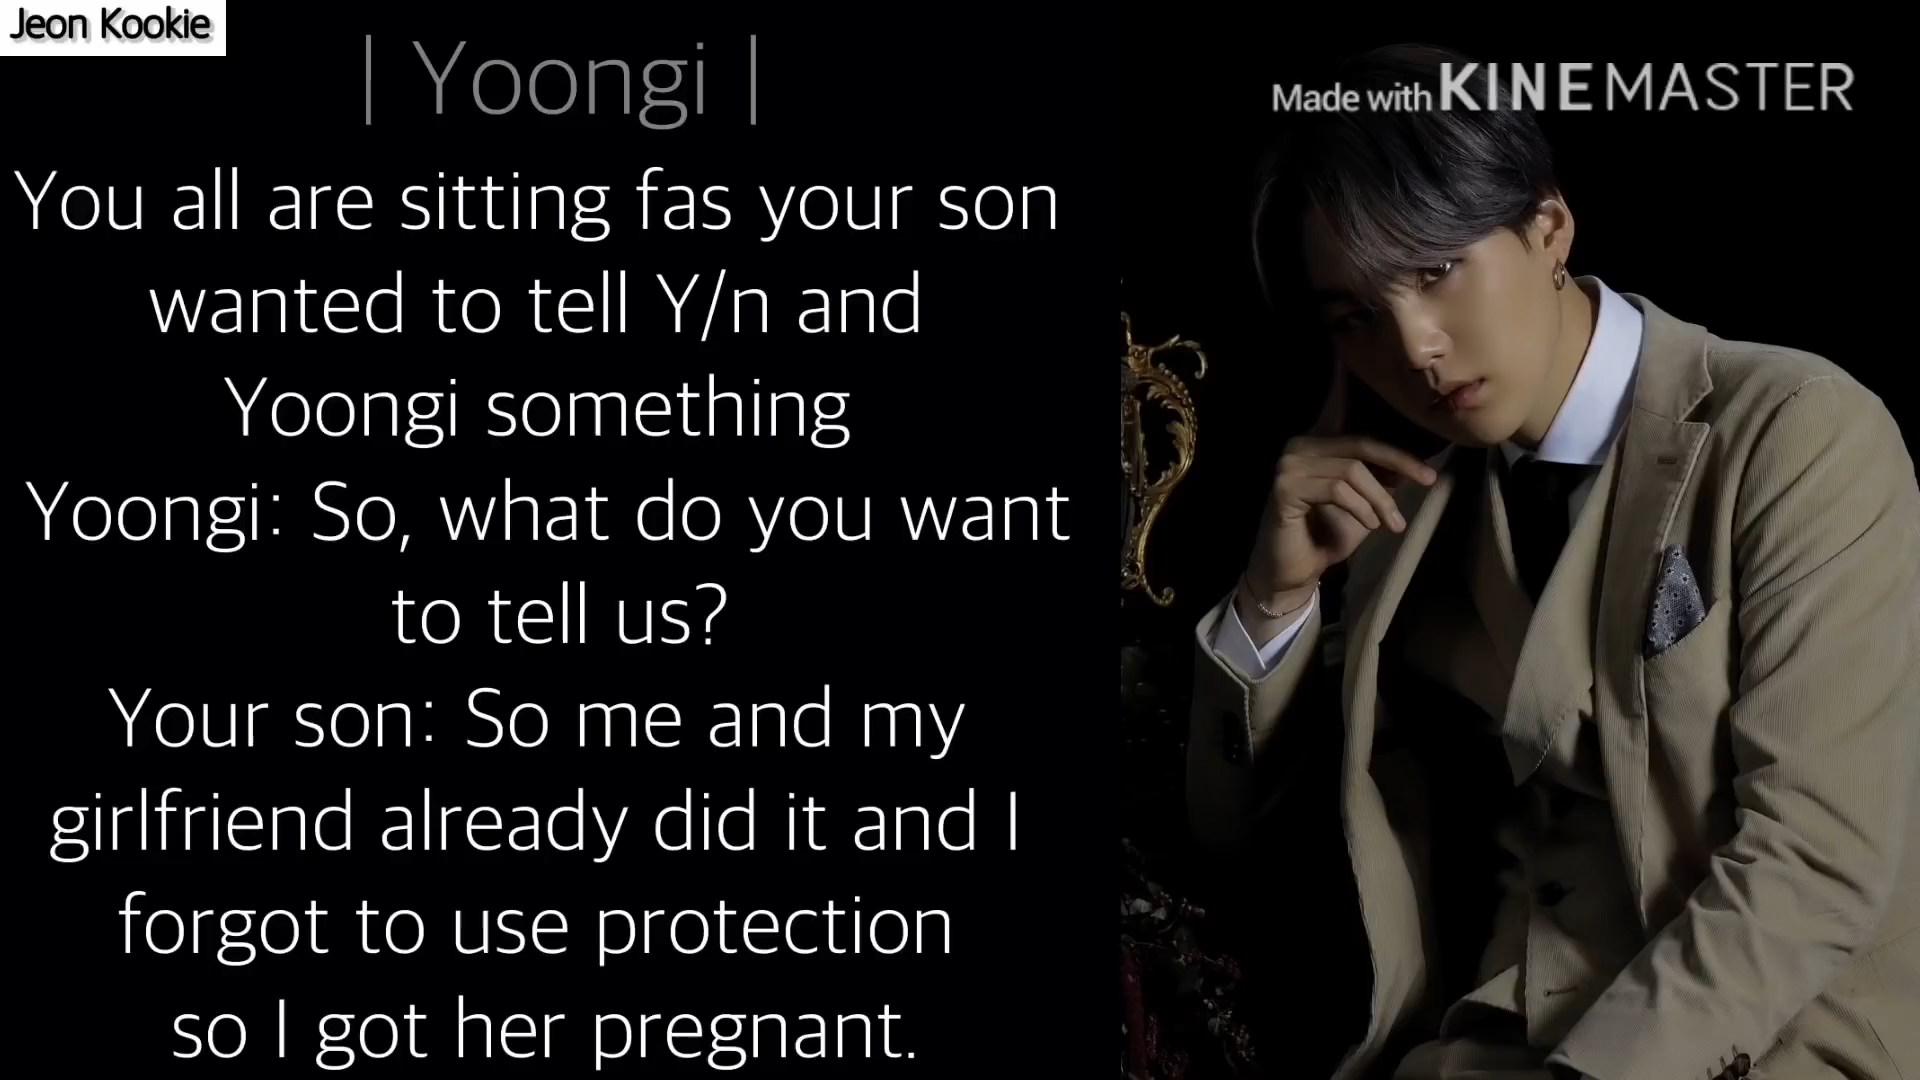 Jeon Kookie
| Yoongi |
Made with KINEMASTER
You all are sitting fas your son
wanted to tell Y/n and
Yoongi something
Yoongi: So, what do you want
to tell us?
Your son: So me and my
girlfriend already did it and I
forgot to use protection
so I got her pregnant.